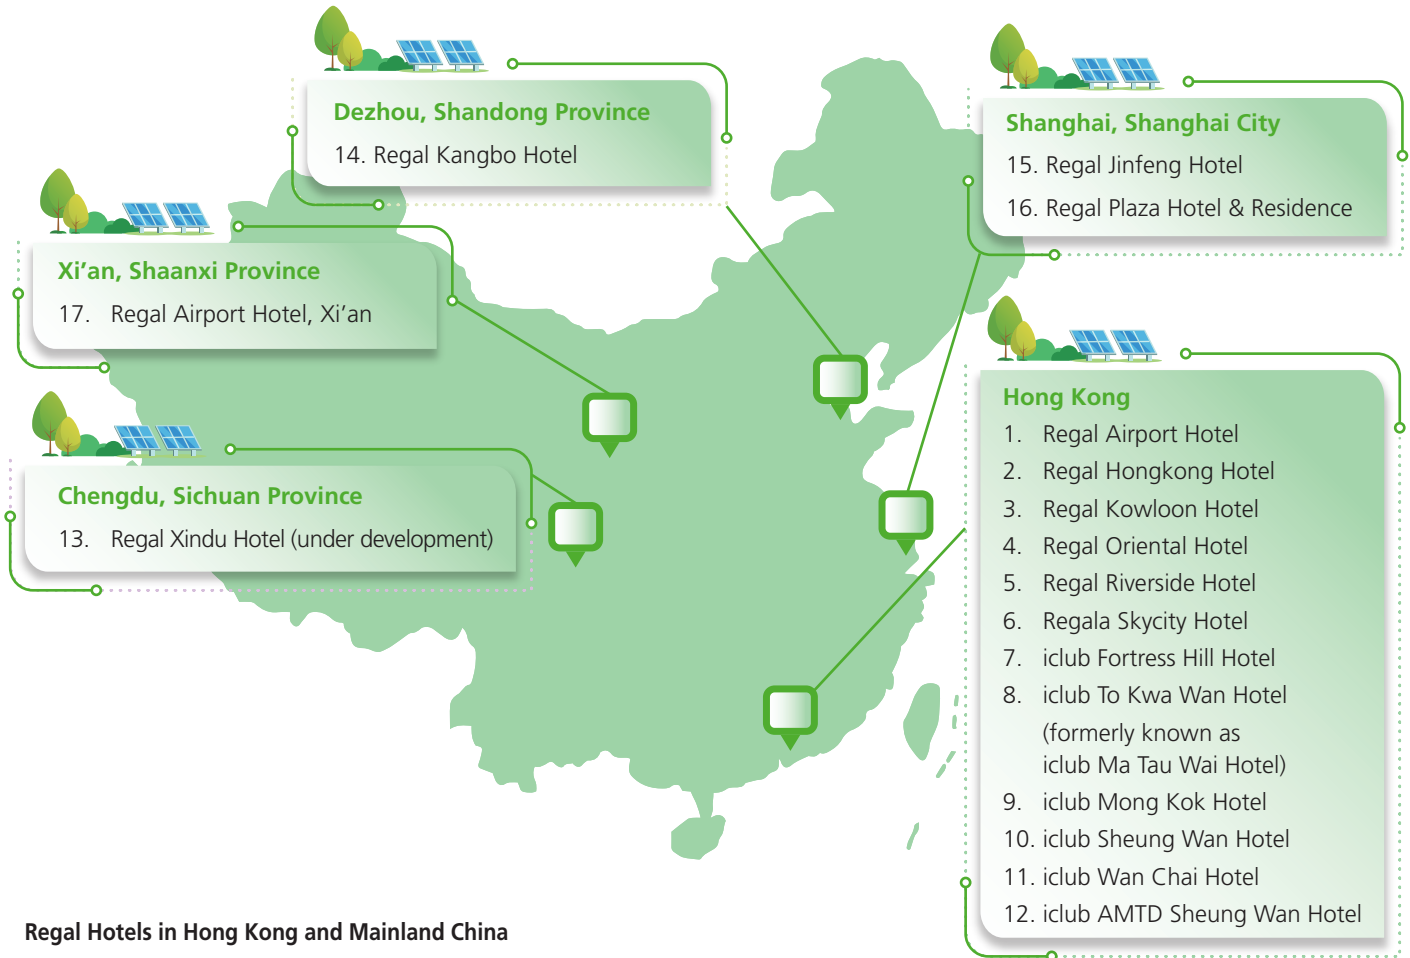 Dezhou, Shandong Province
14. Regal Kangbo Hotel
Shanghai, Shanghai City
15. Regal Jinfeng Hotel
16. Regal Plaza Hotel & Residence
Xi’an, Shaanxi Province
17. Regal Airport Hotel, Xi’an
Chengdu, Sichuan Province
13. Regal Xindu Hotel (under development)
Hong Kong
1. Regal Airport Hotel
2. Regal Hongkong Hotel
3. Regal Kowloon Hotel
4. Regal Oriental Hotel
5. Regal Riverside Hotel
6. Regala Skycity Hotel
7. iclub Fortress Hill Hotel
8. iclub To Kwa Wan Hotel
(formerly known as
iclub Ma Tau Wai Hotel)
9. iclub Mong Kok Hotel
10. iclub Sheung Wan Hotel
11. iclub Wan Chai Hotel
12. iclub AMTD Sheung Wan Hotel
Regal Hotels in Hong Kong and Mainland China